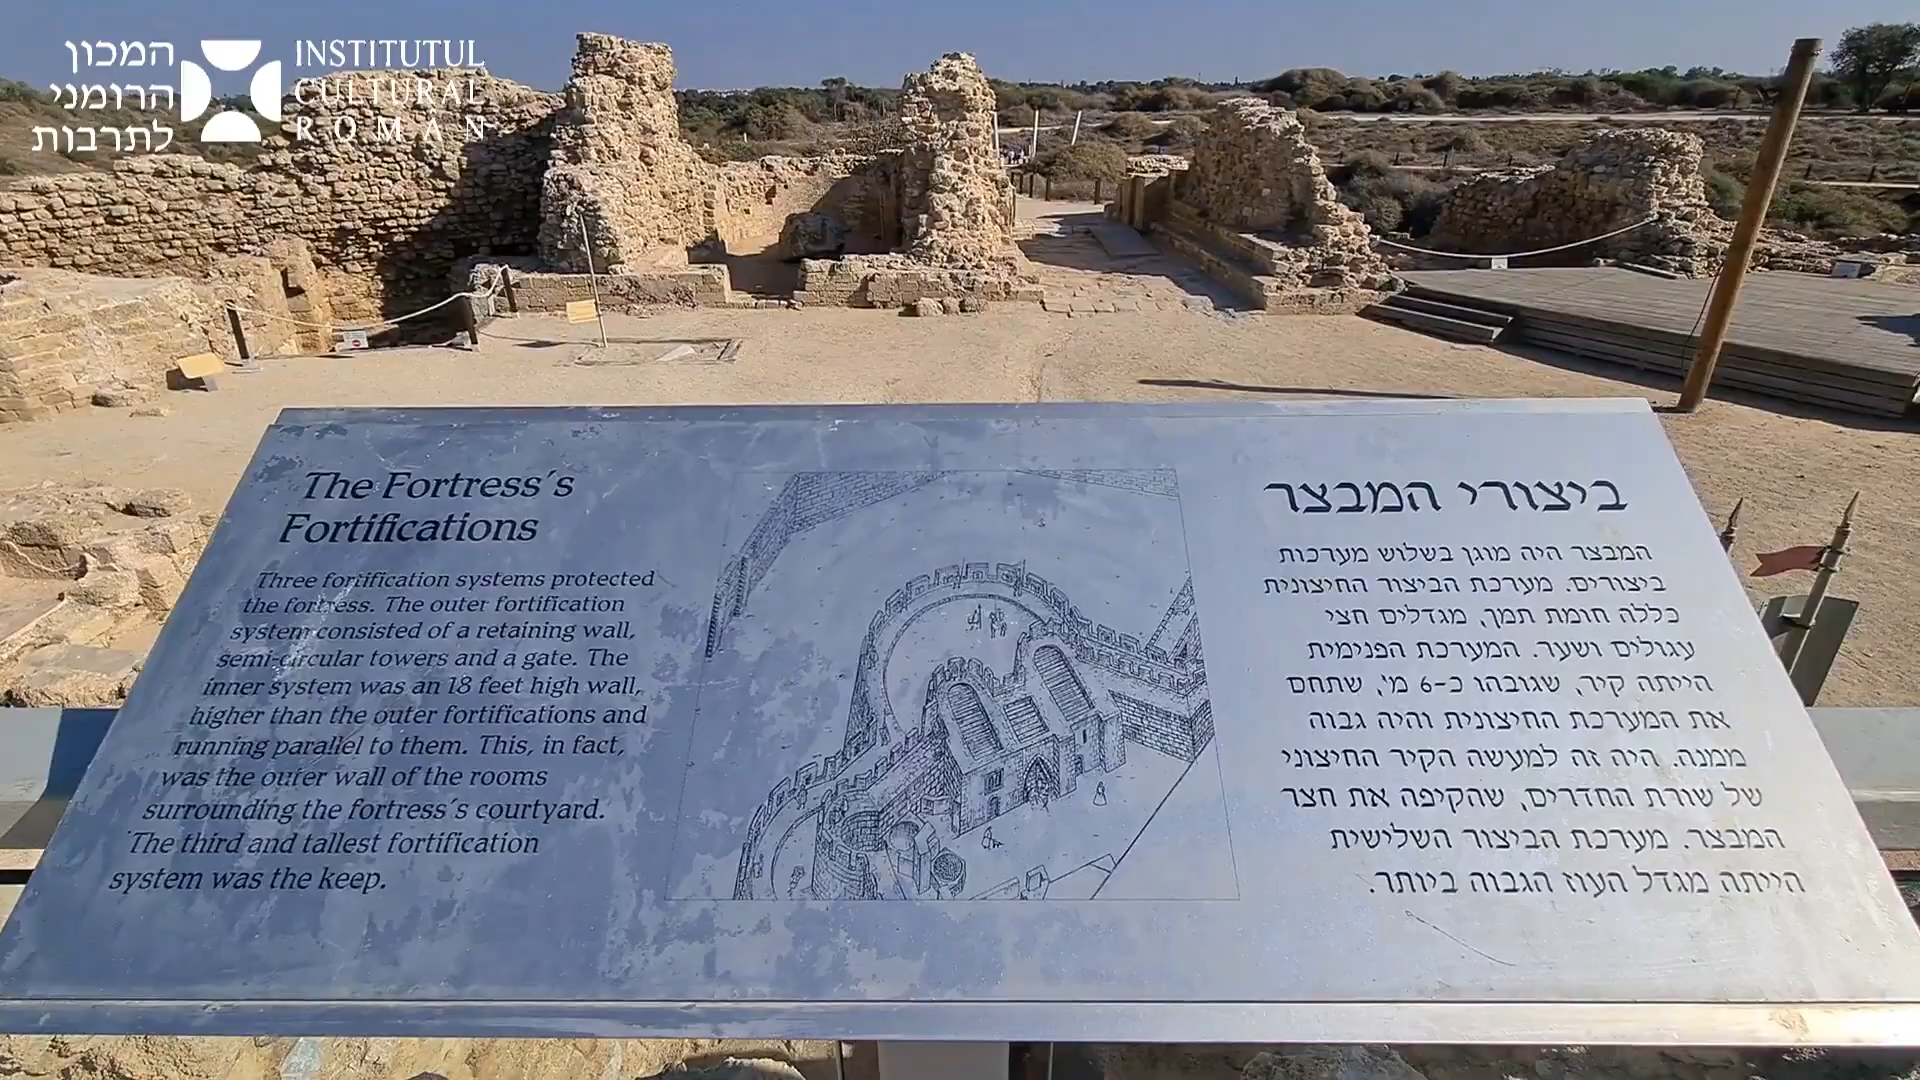 המכון
הרומני
לתרבות
INSTITUTUL
CULTURAL
ROMÂN
The Fortress's
Fortifications
Three fortification systems protected
the fortress. The outer fortification
system consisted of a retaining wall,
semi-circular towers and a gate. The
inner system was an 18 feet high wall,
higher than the outer fortifications and
running parallel to them. This, in fact,
was the outer wall of the rooms
surrounding the fortress's courtyard.
The third and tallest fortification
system was the keep.
ביצורי המבצר
המבצר היה מוגן בשלוש מערכות
ביצורים. מערכת הביצור החיצונית
כללה חומת תמך, מגדלים חצי
עגולים ושער. המערכת הפנימית
הייתה קיר, שגובהו כ-6 מ', שתחם
את המערכת החיצונית והיה גבוה
ממנה. היה זה למעשה הקיר החיצוני
של שורת החדרים, שהקיפה את חצר
המבצר. מערכת הביצור השלישית
הייתה מגדל העוז הגבוה ביותר.